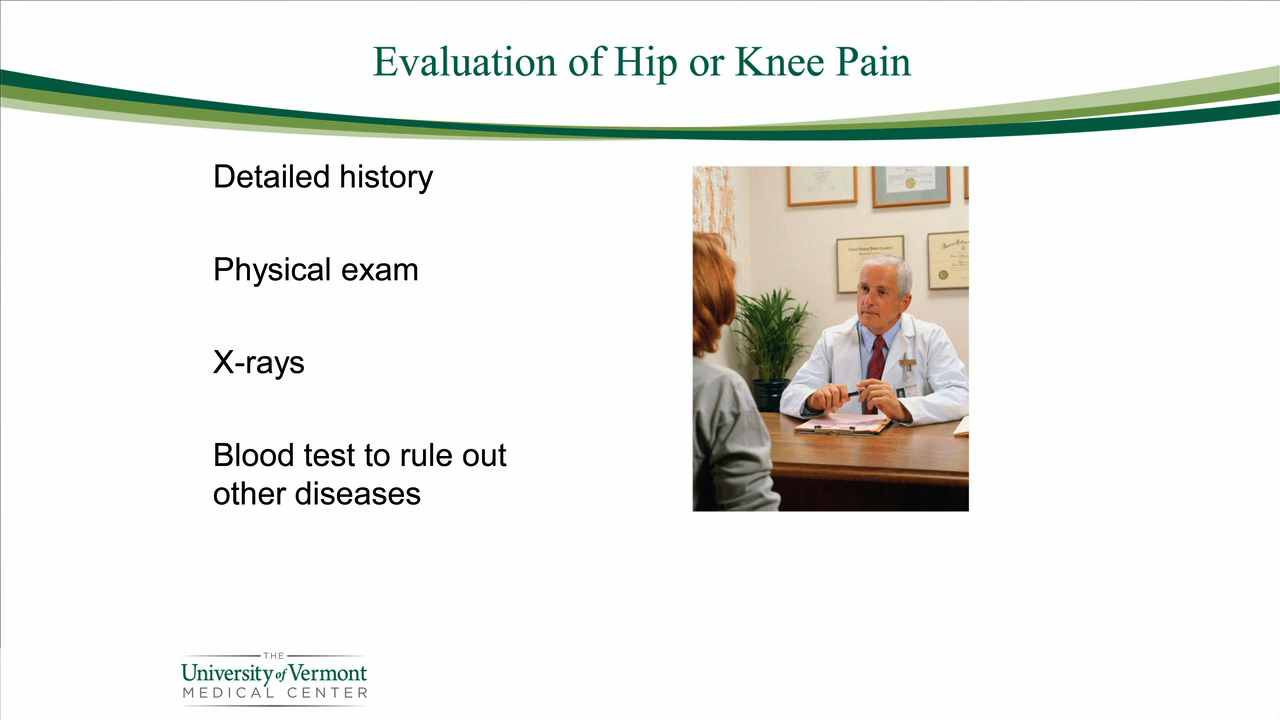 Evaluation of Hip or Knee Pain
Detailed history
Physical exam
X-rays
Blood test to rule out
other diseases
THE
University of Vermont
MEDICAL CENTER